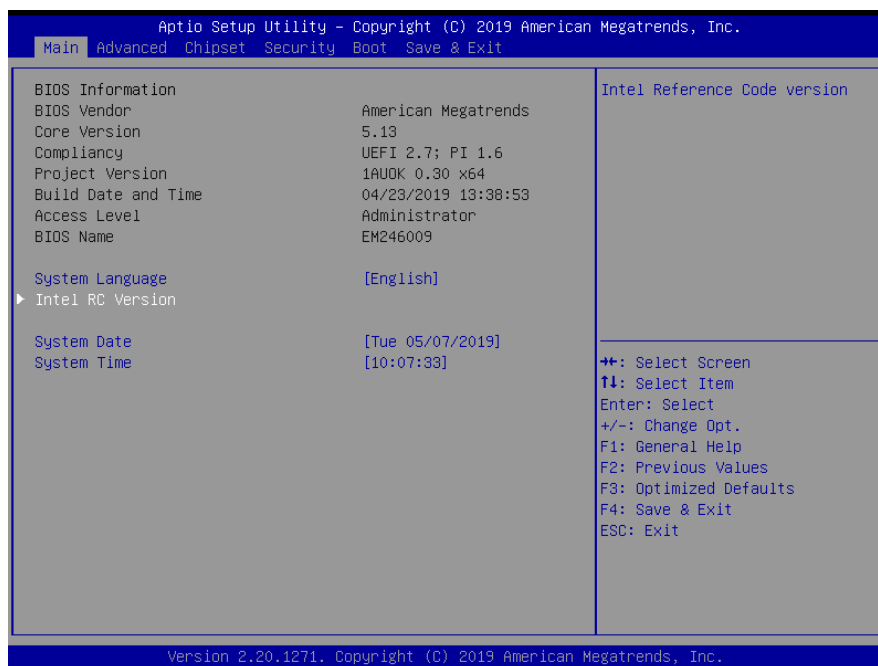 Aptio Setup Utility – Copyright (C) 2019 American Megatrends, Inc.
Main Advanced Chipset Security Boot Save & Exit
BIOS Information
BIOS Vendor American Megatrends
Core Version 5.13
Compliancy UEFI 2.7; PI 1.6
Project Version 1AUOK 0.30 x64
Build Date and Time 04/23/2019 13:38:53
Access Level Administrator
BIOS Name EM246009
System Language [English]
Intel RC Version
System Date [Tue 05/07/2019]
System Time [10:07:33]
Intel Reference Code version
→←: Select Screen
↑↓: Select Item
Enter: Select
+/-: Change Opt.
F1: General Help
F2: Previous Values
F3: Optimized Defaults
F4: Save & Exit
ESC: Exit
Version 2.20.1271. Copyright (C) 2019 American Megatrends, Inc.